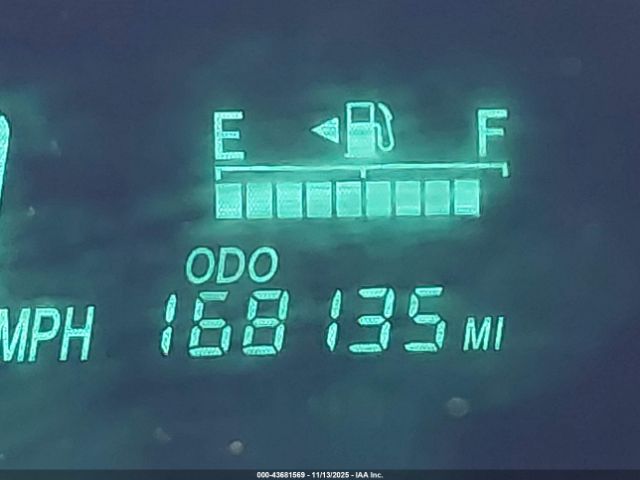 E F
ODO
MPH 168135 MI
000-43681569 - 11/13/2025 - IAA Inc.